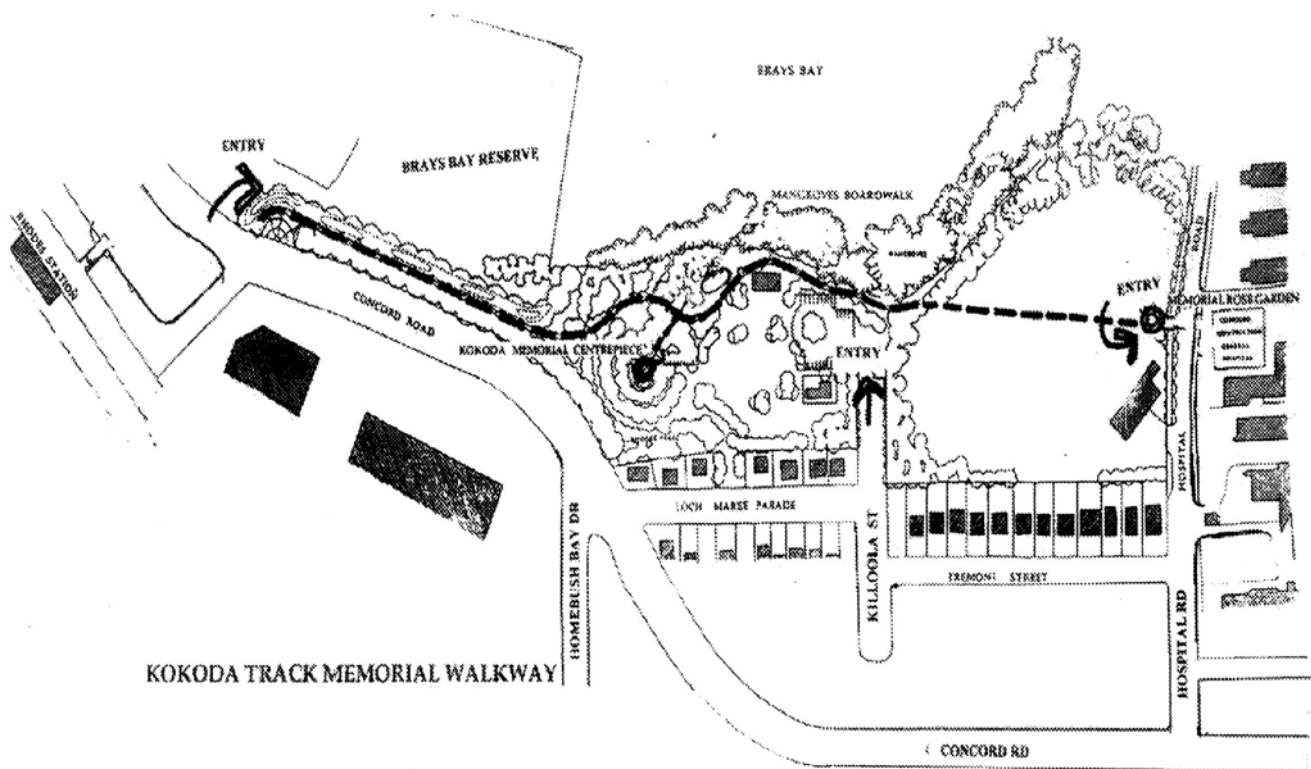 BRAYS BAY
ENTRY
BRAYS BAY RESERVE
MANGROVES BOARDWALK
RHODES STATION
ROAD
ENTRY
MEMORIAL ROSE GARDEN
CONCORD ROAD
KOKODA MEMORIAL CENTREPIECE
ENTRY
GENERAL
HOSPITAL
HOSPITAL
LOCH MAREE PARADE
KILLOOLA ST
TREMONT STREET
HOMEBUSH BAY DR
HOSPITAL RD
KOKODA TRACK MEMORIAL WALKWAY
CONCORD RD